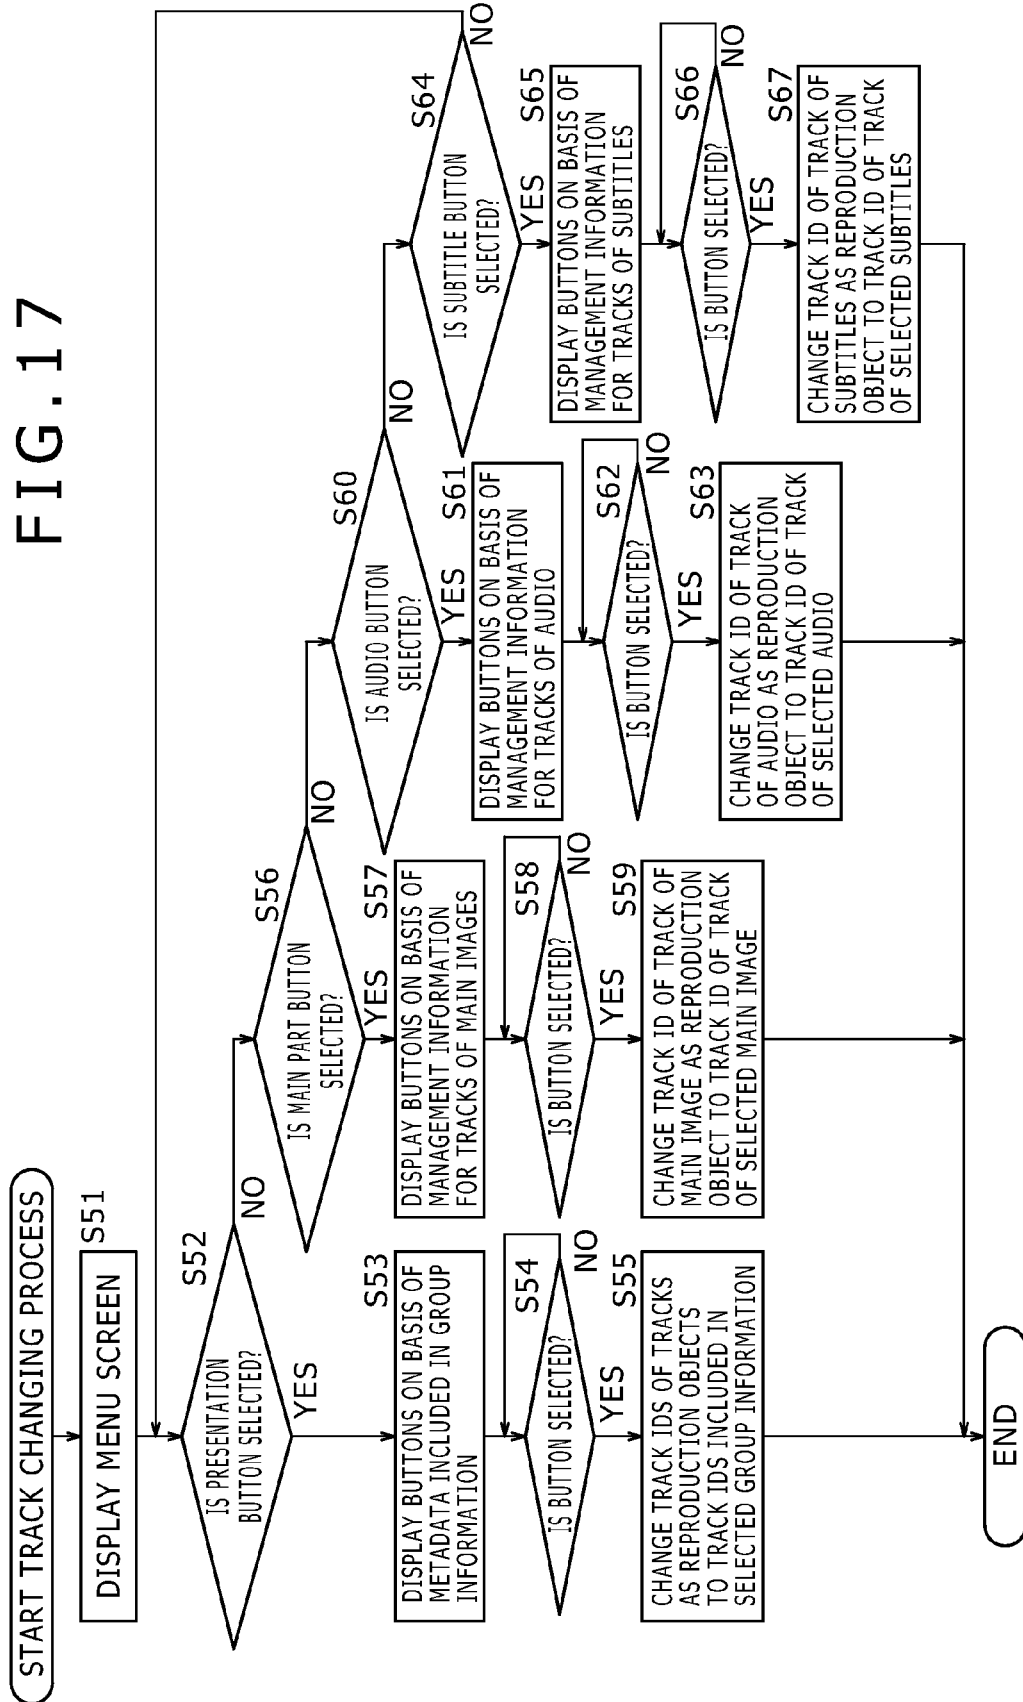 FIG.17
START TRACK CHANGING PROCESS
S51
DISPLAY MENU SCREEN
S52
IS PRESENTATION
BUTTON SELECTED?
NO
YES
S53
DISPLAY BUTTONS ON BASIS OF
METADATA INCLUDED IN GROUP
INFORMATION
S54
IS BUTTON SELECTED?
NO
YES
S55
CHANGE TRACK IDS OF TRACKS
AS REPRODUCTION OBJECTS
TO TRACK IDS INCLUDED IN
SELECTED GROUP INFORMATION
S56
IS MAIN PART BUTTON
SELECTED?
NO
YES
S57
DISPLAY BUTTONS ON BASIS OF
MANAGEMENT INFORMATION
FOR TRACKS OF MAIN IMAGES
S58
IS BUTTON SELECTED?
NO
YES
S59
CHANGE TRACK ID OF TRACK OF
MAIN IMAGE AS REPRODUCTION
OBJECT TO TRACK ID OF TRACK
OF SELECTED MAIN IMAGE
S60
IS AUDIO BUTTON
SELECTED?
NO
YES
S61
DISPLAY BUTTONS ON BASIS OF
MANAGEMENT INFORMATION
FOR TRACKS OF AUDIO
S62
IS BUTTON SELECTED?
NO
YES
S63
CHANGE TRACK ID OF TRACK
OF AUDIO AS REPRODUCTION
OBJECT TO TRACK ID OF TRACK
OF SELECTED AUDIO
S64
IS SUBTITLE BUTTON
SELECTED?
NO
YES
S65
DISPLAY BUTTONS ON BASIS OF
MANAGEMENT INFORMATION
FOR TRACKS OF SUBTITLES
S66
IS BUTTON SELECTED?
NO
YES
S67
CHANGE TRACK ID OF TRACK OF
SUBTITLES AS REPRODUCTION
OBJECT TO TRACK ID OF TRACK
OF SELECTED SUBTITLES
END